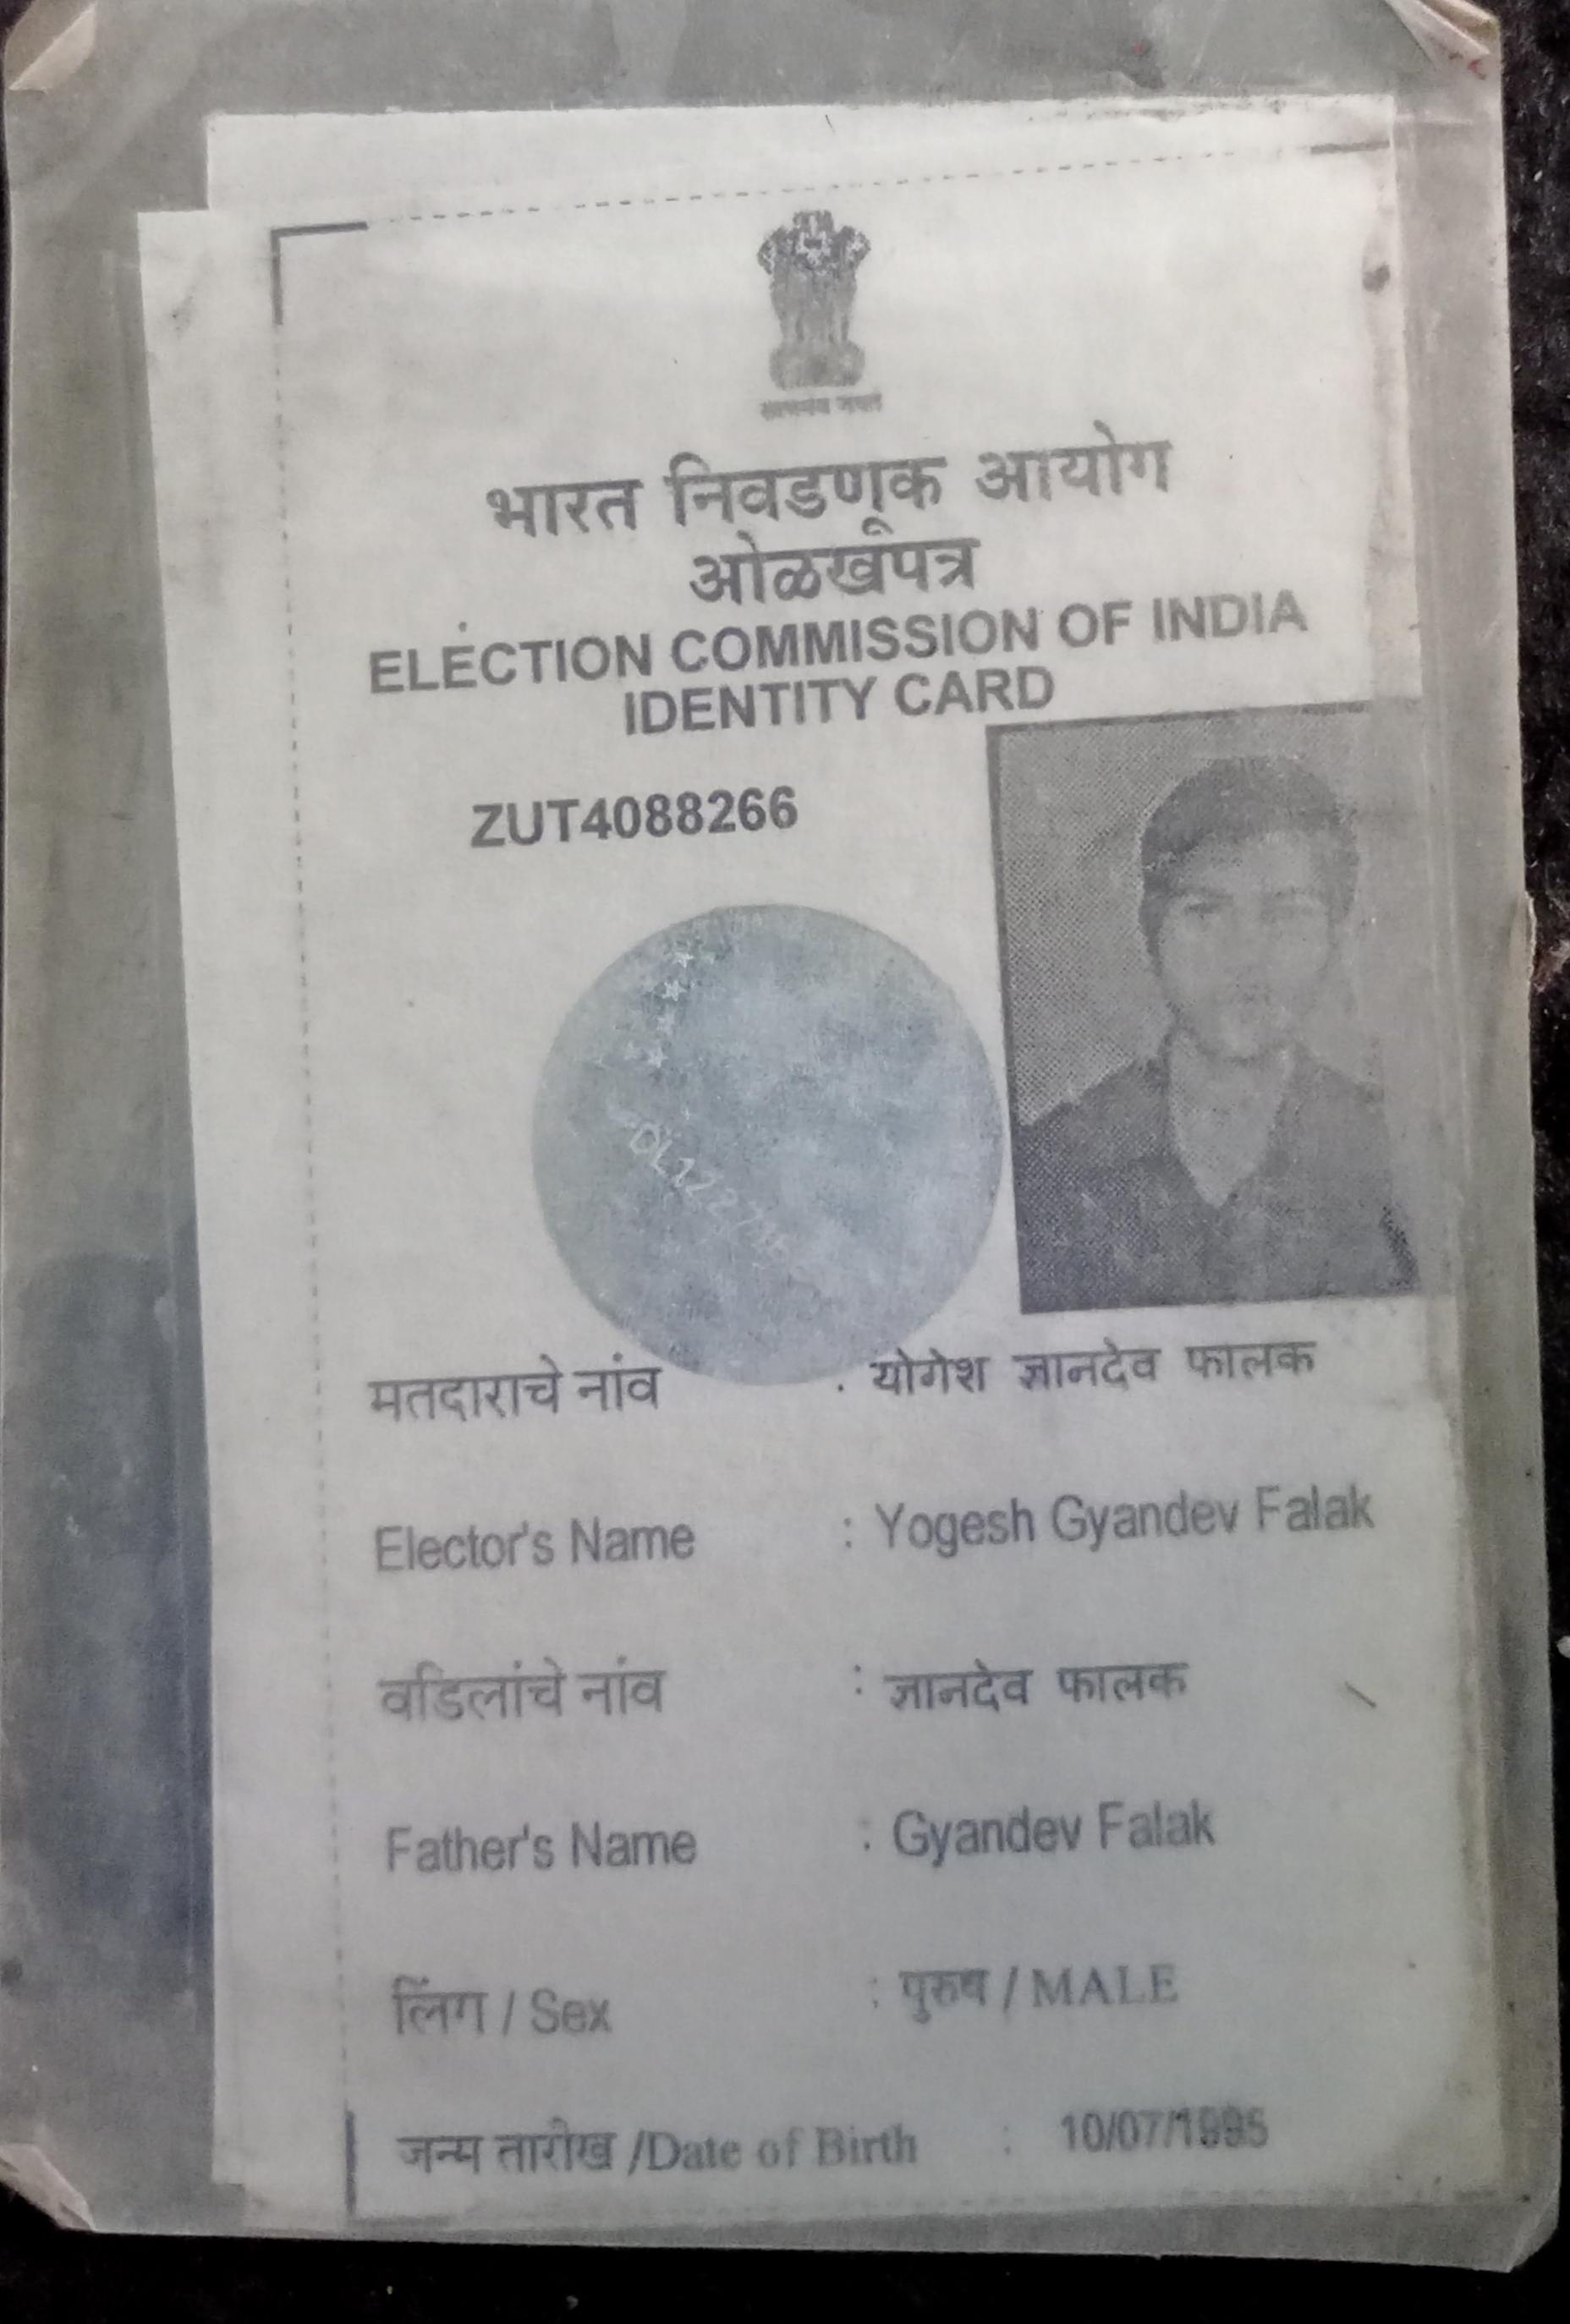 भारत निवडणूक आयोग
ओळखपत्र
ELECTION COMMISSION OF INDIA
IDENTITY CARD
ZUT4088266
मतदाराचे नांव : योगेश ज्ञानदेव फालक
Elector's Name : Yogesh Gyandev Falak
वडिलांचे नांव : ज्ञानदेव फालक
Father's Name : Gyandev Falak
लिंग / Sex : पुरुष / MALE
जन्म तारीख /Date of Birth : 10/07/1995